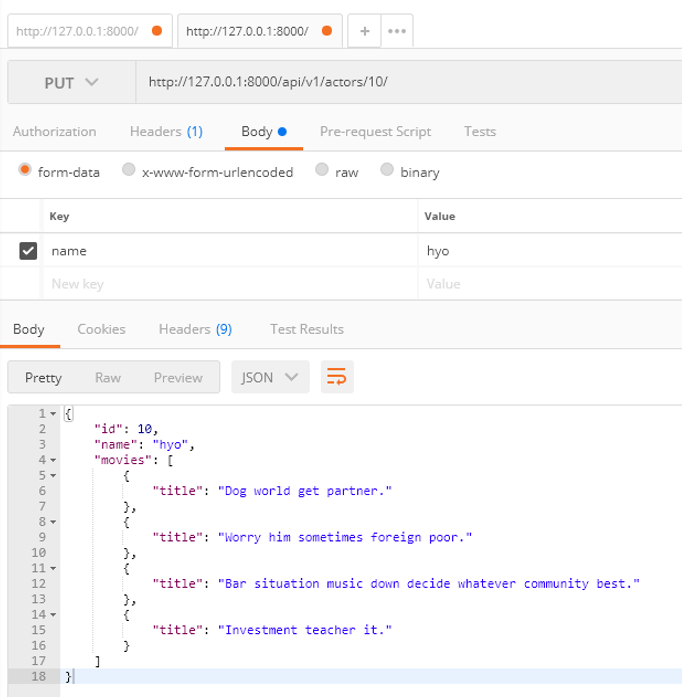 http://127.0.0.1:8000/ http://127.0.0.1:8000/ + •••
PUT http://127.0.0.1:8000/api/v1/actors/10/
Authorization Headers (1) Body Pre-request Script Tests
form-data x-www-form-urlencoded raw binary
Key Value
name hyo
New key Value
Body Cookies Headers (9) Test Results
Pretty Raw Preview JSON
1 {
2 "id": 10,
3 "name": "hyo",
4 "movies": [
5 {
6 "title": "Dog world get partner."
7 },
8 {
9 "title": "Worry him sometimes foreign poor."
10 },
11 {
12 "title": "Bar situation music down decide whatever community best."
13 },
14 {
15 "title": "Investment teacher it."
16 }
17 ]
18 }